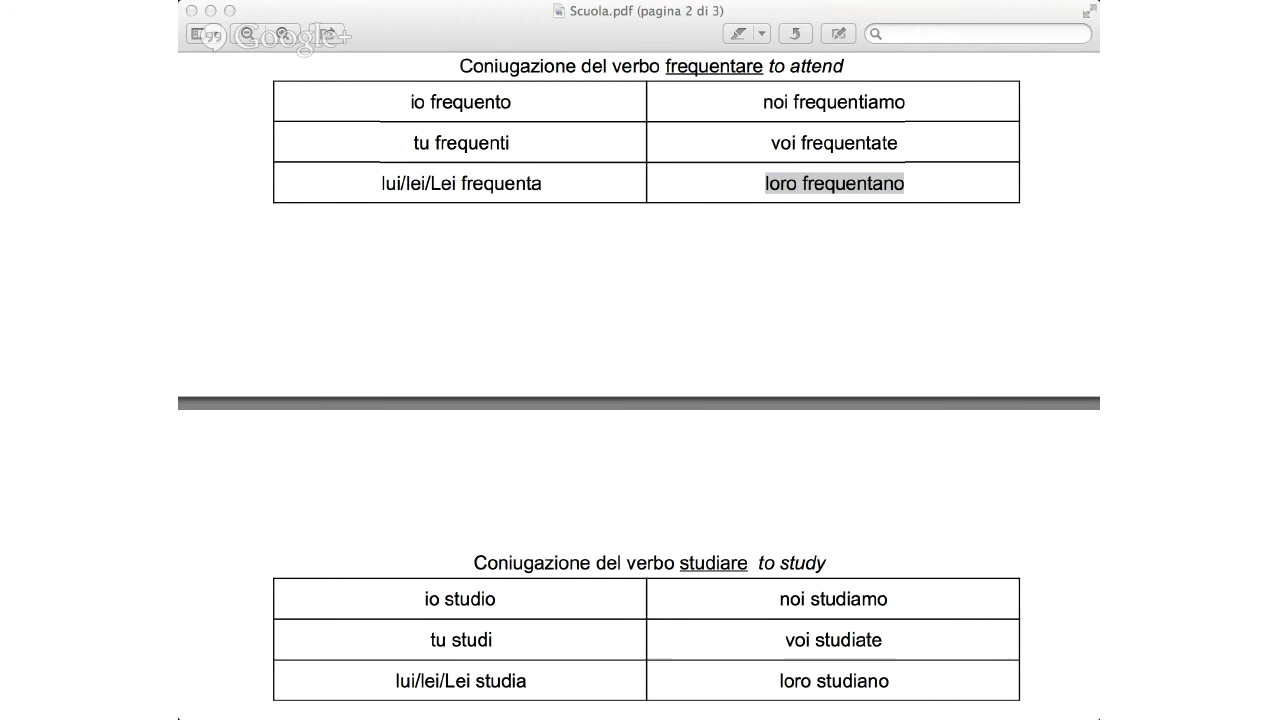 Scuola.pdf (pagina 2 di 3)
Google+
Coniugazione del verbo frequentare to attend
io frequento noi frequentiamo
tu frequenti voi frequentate
lui/lei/Lei frequenta loro frequentano
Coniugazione del verbo studiare to study
io studio noi studiamo
tu studi voi studiate
lui/lei/Lei studia loro studiano